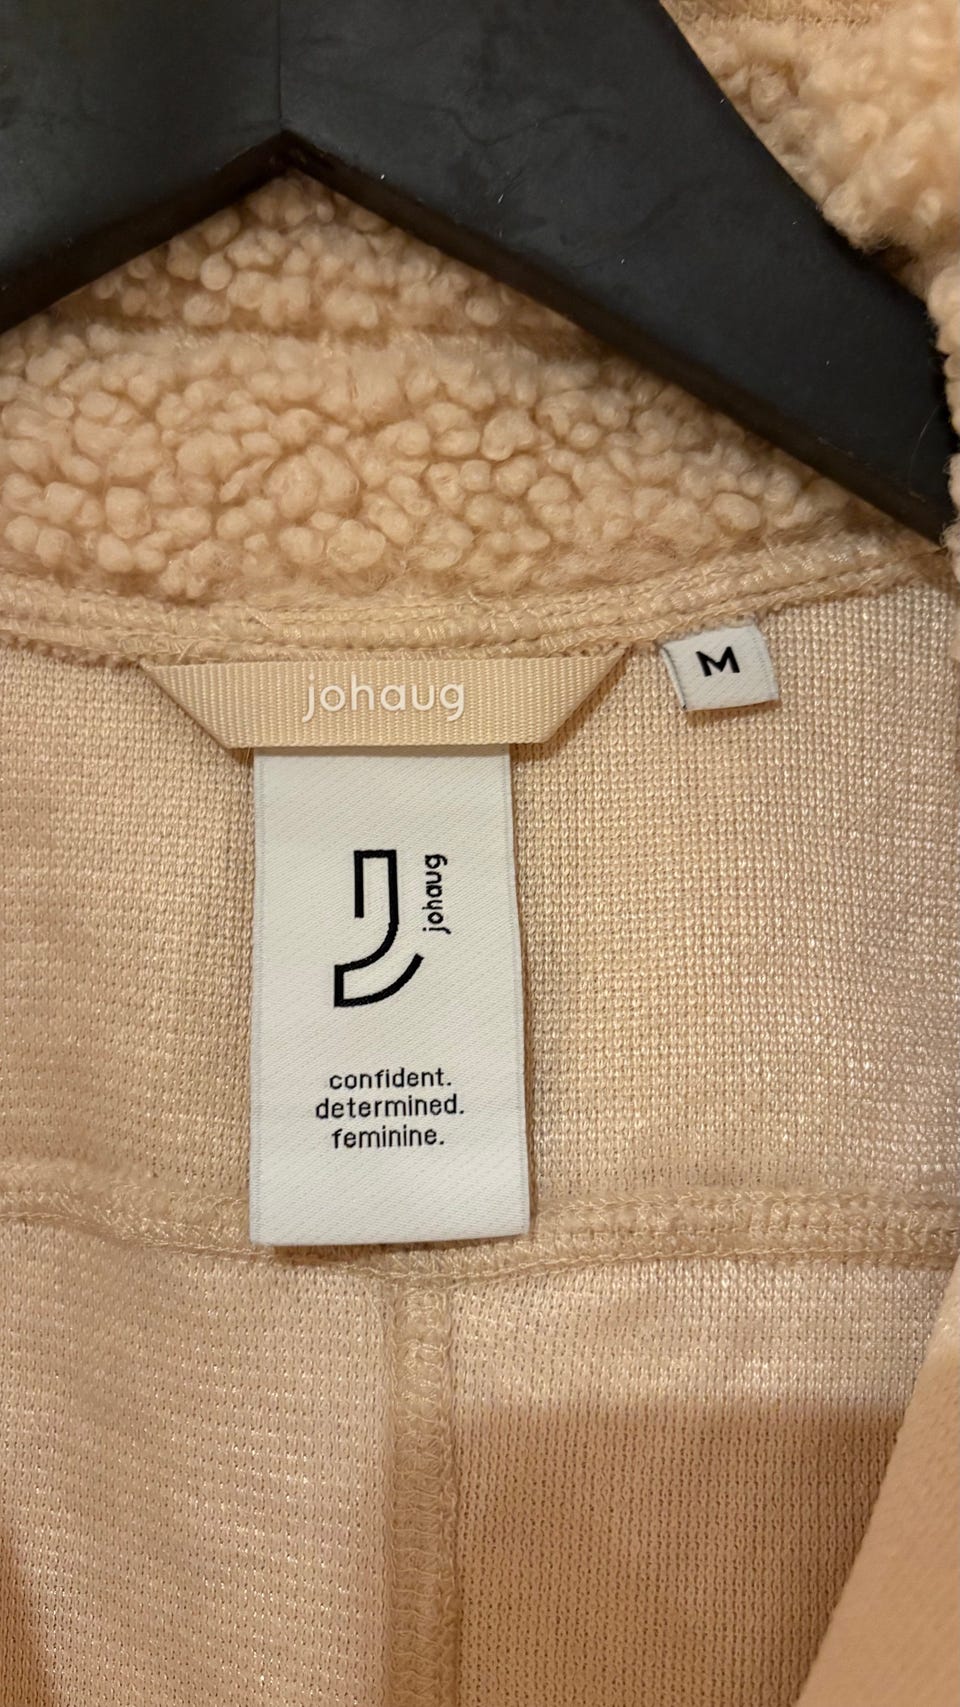 johaug
M
johaug
confident.
determined.
feminine.